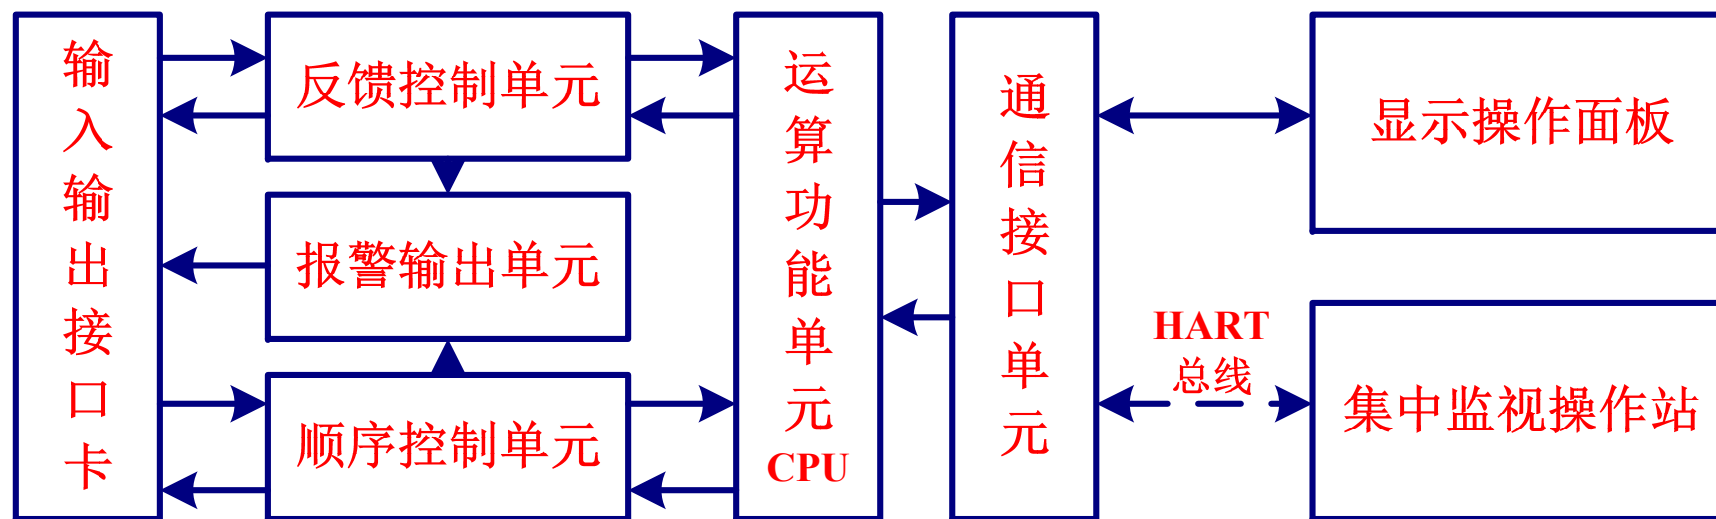 输入输出接口卡
反馈控制单元
报警输出单元
顺序控制单元
运算功能单元
CPU
通信接口单元
显示操作面板
HART
总线
集中监视操作站